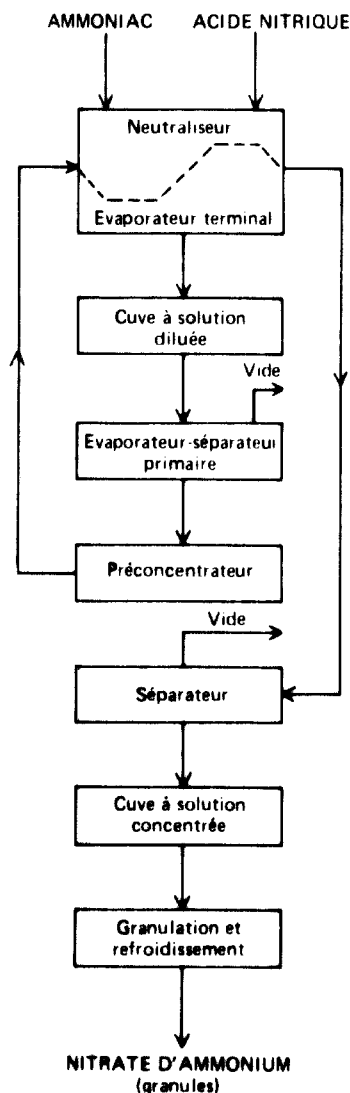 AMMONIAC ACIDE NITRIQUE
Neutraliseur
Evaporateur terminal
Cuve à solution
diluée
Vide
Evaporateur-séparateur
primaire
Préconcentrateur
Vide
Séparateur
Cuve à solution
concentrée
Granulation et
refroidissement
NITRATE D'AMMONIUM
(granules)